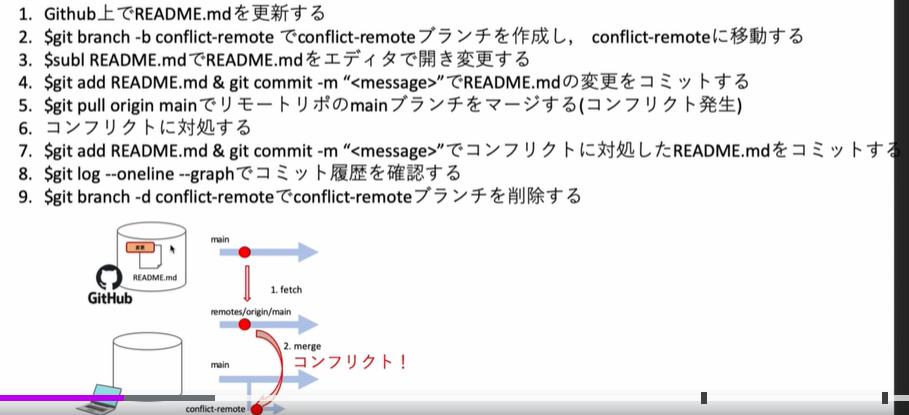 1. Github上でREADME.mdを更新する
2. $git branch -b conflict-remote でconflict-remoteブランチを作成し， conflict-remoteに移動する
3. $subl README.mdでREADME.mdをエディタで開き変更する
4. $git add README.md & git commit -m “<message>”でREADME.mdの変更をコミットする
5. $git pull origin mainでリモートリポのmainブランチをマージする(コンフリクト発生)
6. コンフリクトに対処する
7. $git add README.md & git commit -m “<message>”でコンフリクトに対処したREADME.mdをコミットする
8. $git log --oneline --graphでコミット履歴を確認する
9. $git branch -d conflict-remoteでconflict-remoteブランチを削除する
main
変更
README.md
GitHub
1. fetch
remotes/origin/main
2. merge
コンフリクト！
main
conflict-remote